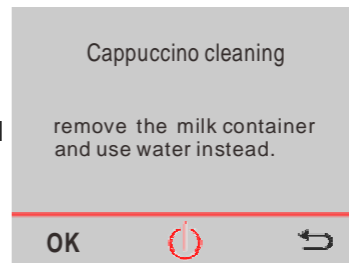 Cappuccino cleaning
remove the milk container
and use water instead.
OK